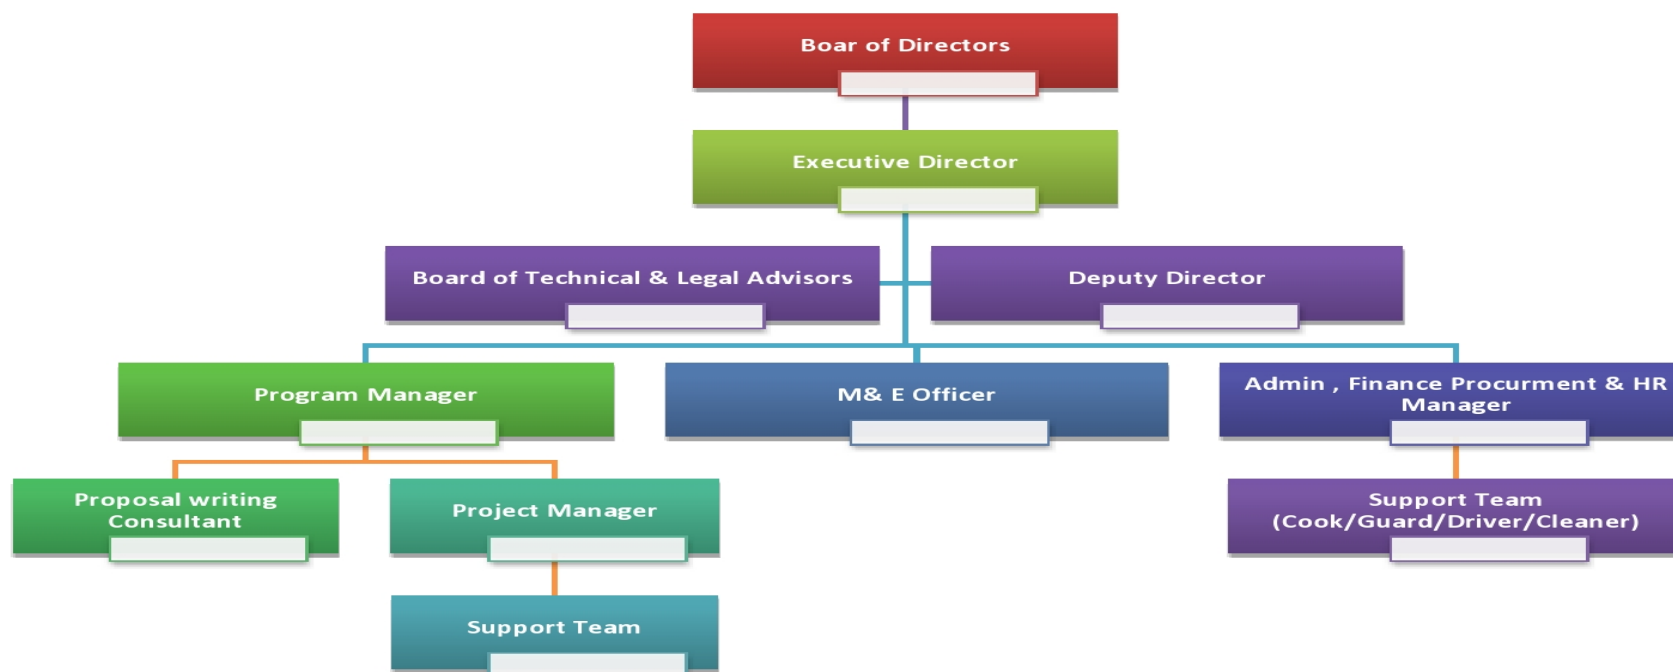 Boar of Directors
Executive Director
Board of Technical & Legal Advisors
Deputy Director
Program Manager
M& E Officer
Admin , Finance Procurment & HR
Manager
Proposal writing
Consultant
Project Manager
Support Team
(Cook/Guard/Driver/Cleaner)
Support Team